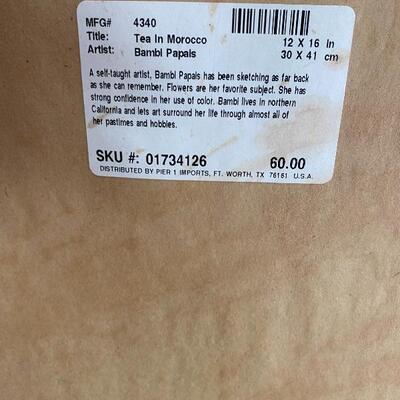 MFG# 4340
Title: Tea In Morocco 12 X 16 In
Artist: Bambi Papais 30 X 41 cm
A self-taught artist, Bambi Papais has been sketching as far back
as she can remember. Flowers are her favorite subject. She has
strong confidence in her use of color. Bambi lives in northern
California and lets art surround her life through almost all of
her pastimes and hobbies.
SKU #: 01734126 60.00
DISTRIBUTED BY PIER 1 IMPORTS, FT. WORTH, TX 76161 U.S.A.